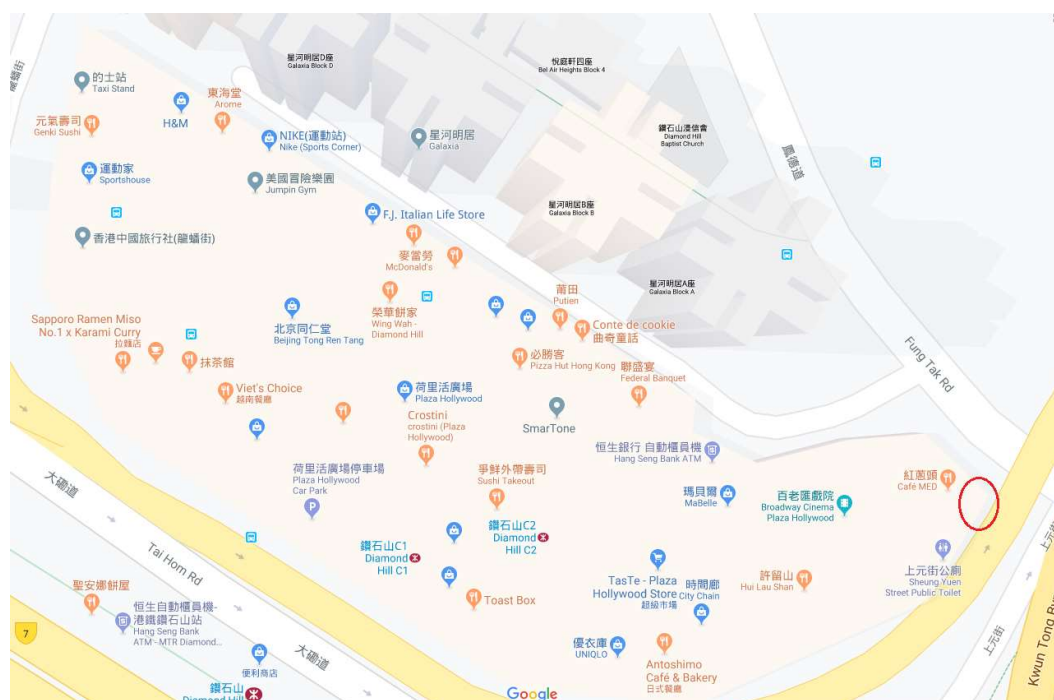 龍蟠街
的士站
Taxi Stand
H&M
東海堂
Arome
元氣壽司
Genki Sushi
NIKE(運動站)
Nike (Sports Corner)
運動家
Sportshouse
美國冒險樂園
Jumpin Gym
香港中國旅行社(龍蟠街)
星河明居D座
Galaxia Block D
悅庭軒四座
Bel Air Heights Block 4
星河明居
Galaxia
鑽石山浸信會
Diamond Hill
Baptist Church
鳳德道
星河明居B座
Galaxia Block B
星河明居A座
Galaxia Block A
F.J. Italian Life Store
麥當勞
McDonald's
榮華餅家
Wing Wah -
Diamond Hill
北京同仁堂
Beijing Tong Ren Tang
莆田
Putien
Conte de cookie
曲奇童話
必勝客
Pizza Hut Hong Kong
聯盛宴
Federal Banquet
Fung Tak Rd
Sapporo Ramen Miso
No.1 x Karami Curry
拉麵店
抹茶館
Viet's Choice
越南餐廳
荷里活廣場
Plaza Hollywood
Crostini
crostini (Plaza
Hollywood)
SmarTone
恒生銀行 自動櫃員機
Hang Seng Bank ATM
荷里活廣場停車場
Plaza Hollywood
Car Park
爭鮮外帶壽司
Sushi Takeout
瑪貝爾
MaBelle
百老匯戲院
Broadway Cinema
Plaza Hollywood
紅蔥頭
Café MED
大磡道
Tai Hom Rd
鑽石山C1
Diamond
Hill C1
鑽石山C2
Diamond
Hill C2
上元街公廁
Sheung Yuen
Street Public Toilet
上元街
TasTe - Plaza
Hollywood Store
超級市場
時間廊
City Chain
許留山
Hui Lau Shan
Toast Box
聖安娜餅屋
恒生自動櫃員機-
港鐵鑽石山站
Hang Seng Bank
ATM - MTR Diamond...
7
大磡道
便利商店
優衣庫
UNIQLO
Antoshimo
Café & Bakery
日式餐廳
上元街
鑽石山
Diamond Hill
Google
Kwun Tong R